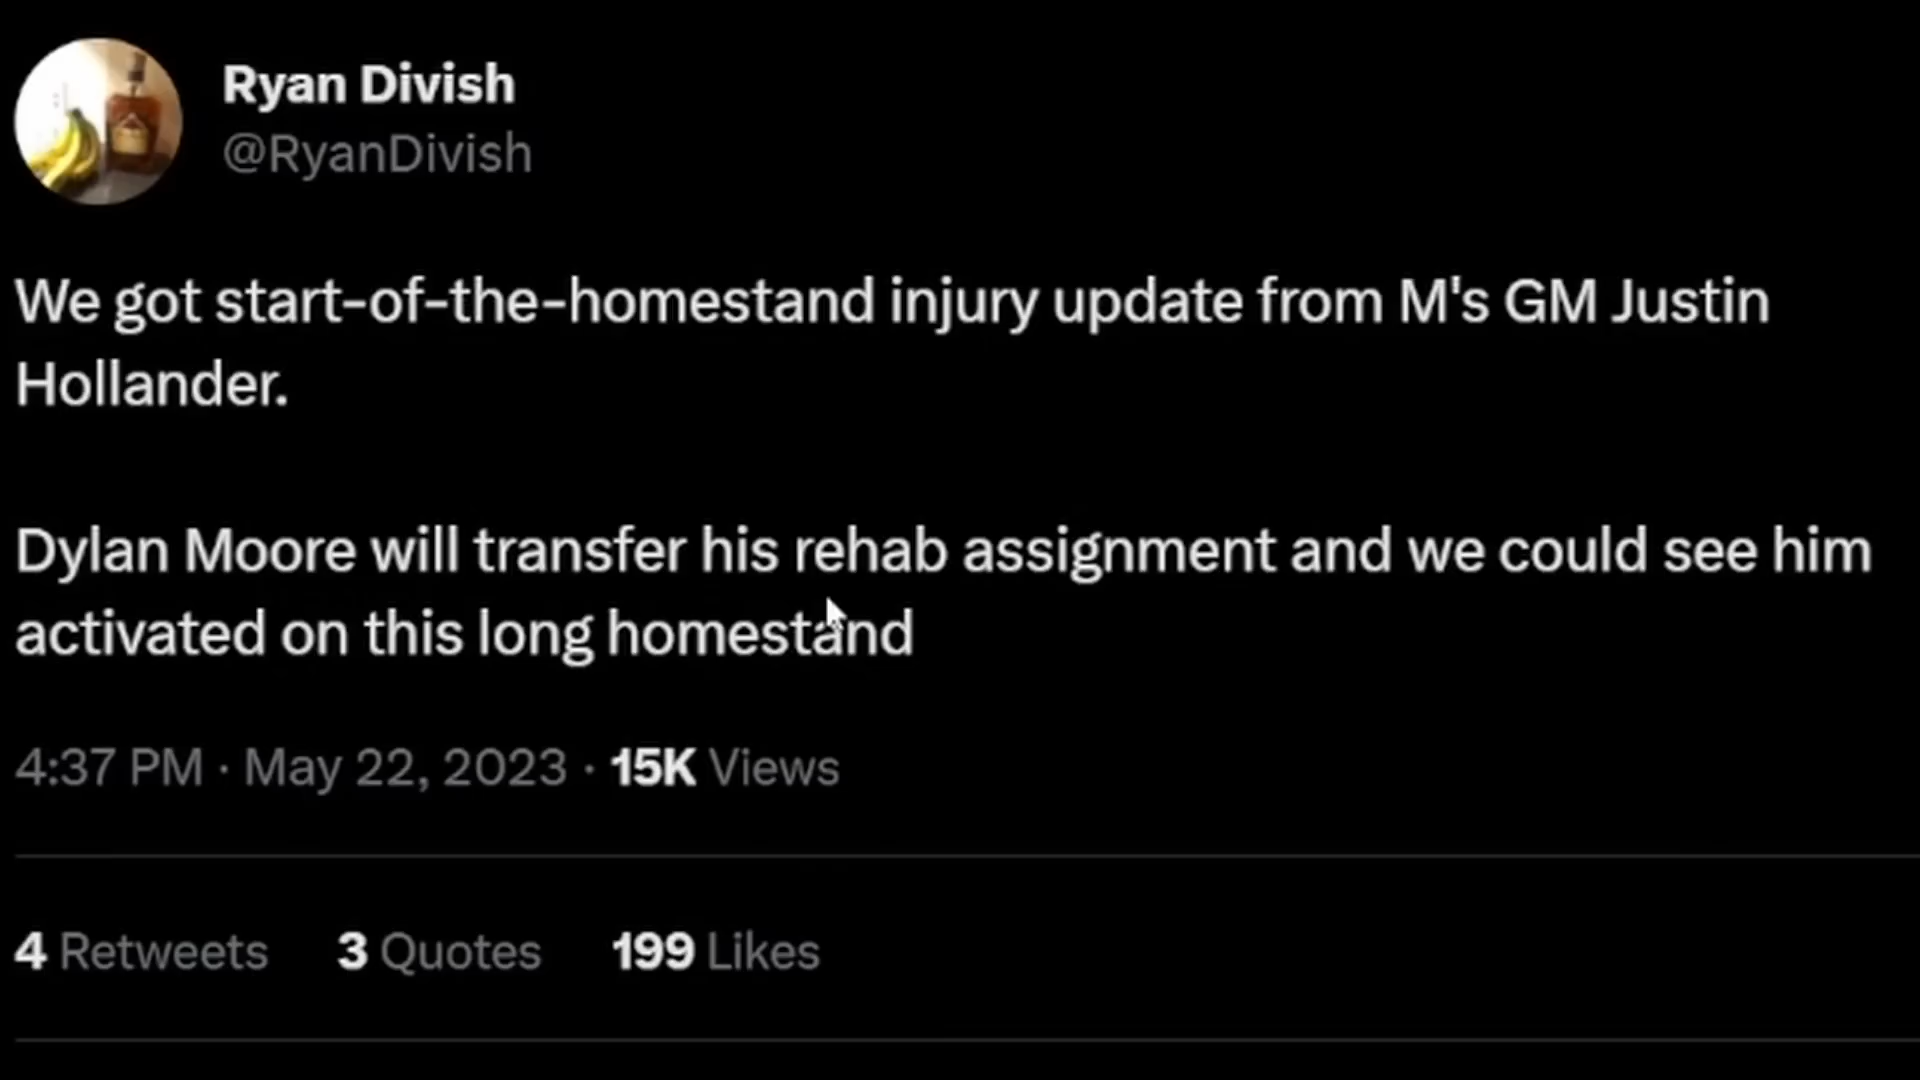 Ryan Divish
@RyanDivish
We got start-of-the-homestand injury update from M's GM Justin
Hollander.
Dylan Moore will transfer his rehab assignment and we could see him
activated on this long homestand
4:37 PM · May 22, 2023 · 15K Views
4 Retweets 3 Quotes 199 Likes